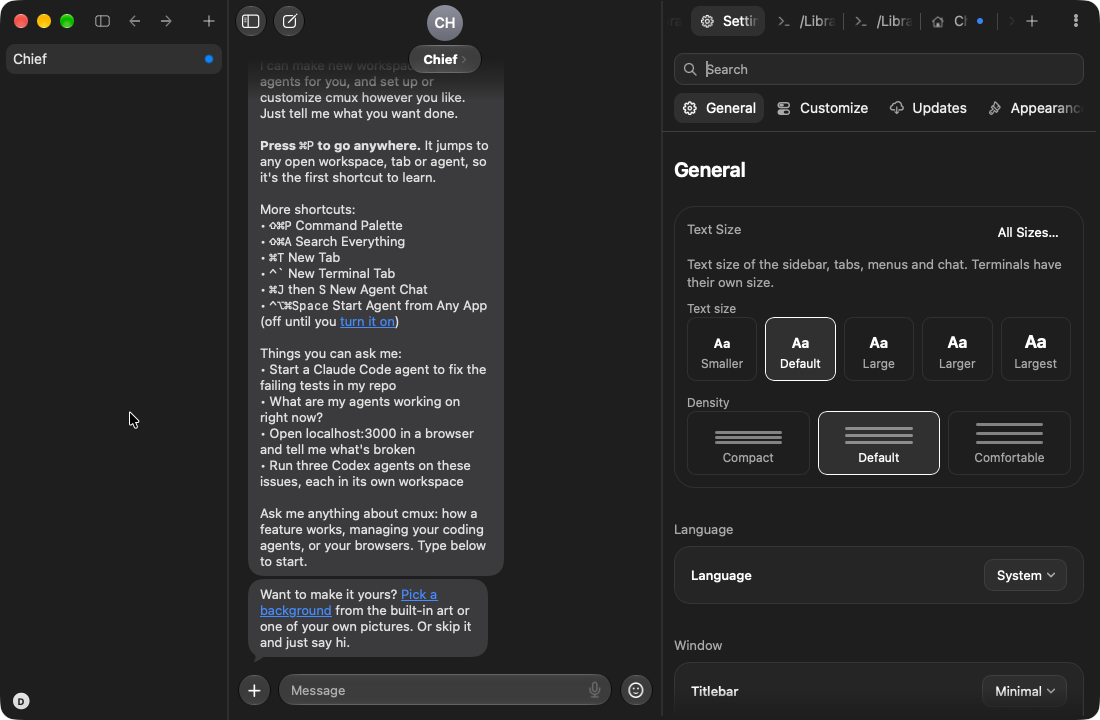 Chief
D
CH
Chief
I can make new workspac
agents for you, and set up or
customize cmux however you like.
Just tell me what you want done.
Press ⌘P to go anywhere. It jumps to
any open workspace, tab or agent, so
it's the first shortcut to learn.
More shortcuts:
• ⇧⌘P Command Palette
• ⇧⌘A Search Everything
• ⌘T New Tab
• ^` New Terminal Tab
• ⌘J then S New Agent Chat
• ^⌥⌘Space Start Agent from Any App
(off until you turn it on)
Things you can ask me:
• Start a Claude Code agent to fix the
failing tests in my repo
• What are my agents working on
right now?
• Open localhost:3000 in a browser
and tell me what's broken
• Run three Codex agents on these
issues, each in its own workspace
Ask me anything about cmux: how a
feature works, managing your coding
agents, or your browsers. Type below
to start.
Want to make it yours? Pick a
background from the built-in art or
one of your own pictures. Or skip it
and just say hi.
Message
Settin
/Libra
/Libra
Ch
Search
General
Customize
Updates
Appearanc
General
Text Size
All Sizes...
Text size of the sidebar, tabs, menus and chat. Terminals have
their own size.
Text size
Aa Aa Aa Aa Aa
Smaller Default Large Larger Largest
Density
Compact Default Comfortable
Language
Language
System
Window
Titlebar
Minimal